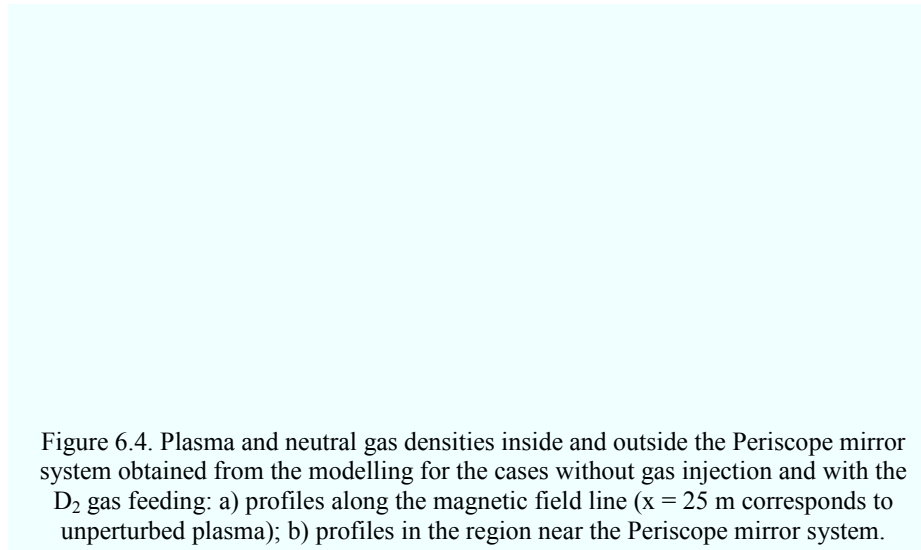 Figure 6.4. Plasma and neutral gas densities inside and outside the Periscope mirror
system obtained from the modelling for the cases without gas injection and with the
D₂ gas feeding: a) profiles along the magnetic field line (x = 25 m corresponds to
unperturbed plasma); b) profiles in the region near the Periscope mirror system.